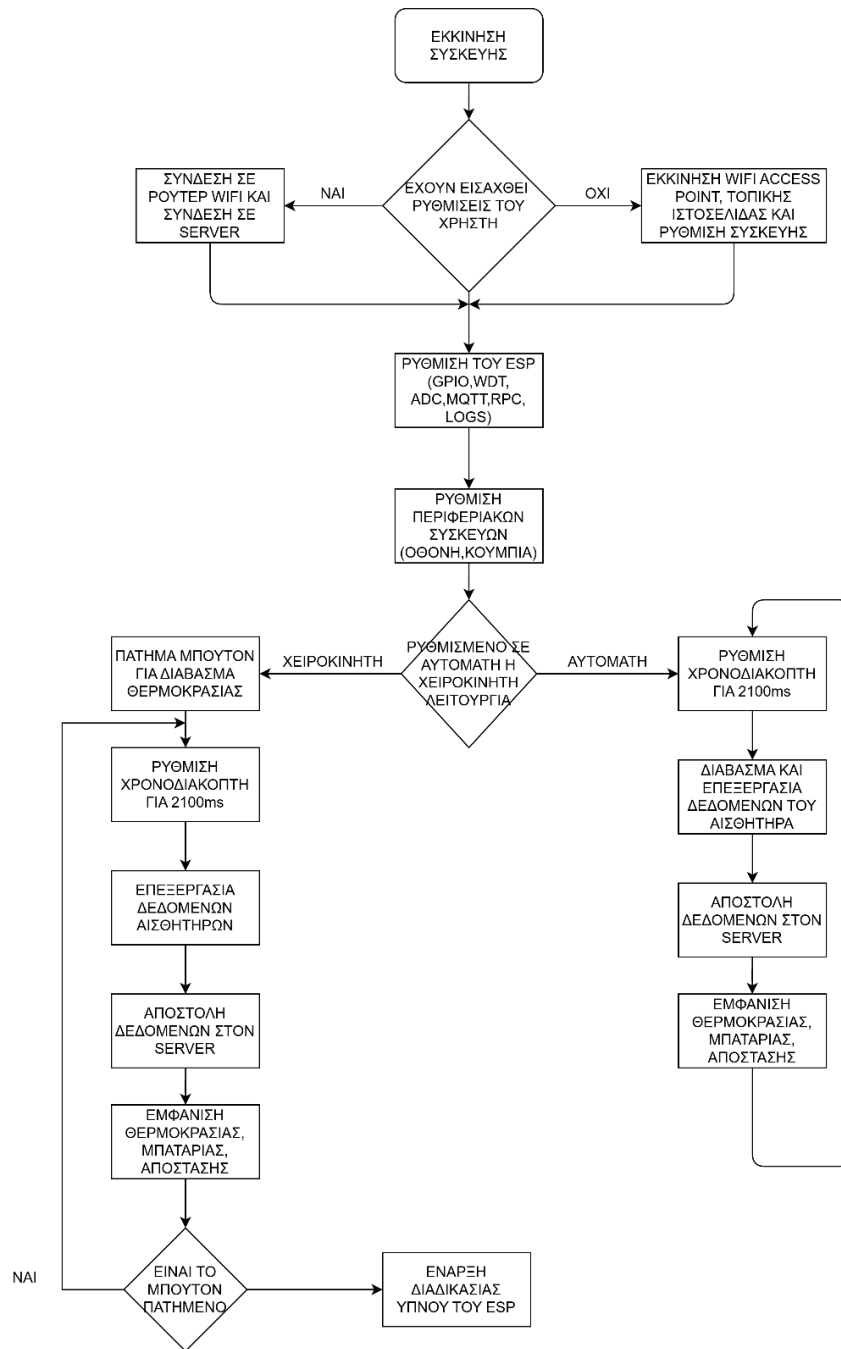 ΕΚΚΙΝΗΣΗ
ΣΥΣΚΕΥΗΣ
ΕΧΟΥΝ ΕΙΣΑΧΘΕΙ
ΡΥΘΜΙΣΕΙΣ ΤΟΥ
ΧΡΗΣΤΗ
ΝΑΙ
ΟΧΙ
ΣΥΝΔΕΣΗ ΣΕ
ΡΟΥΤΕΡ WIFI ΚΑΙ
ΣΥΝΔΕΣΗ ΣΕ
SERVER
ΕΚΚΙΝΗΣΗ WIFI ACCESS
POINT, ΤΟΠΙΚΗΣ
ΙΣΤΟΣΕΛΙΔΑΣ ΚΑΙ
ΡΥΘΜΙΣΗ ΣΥΣΚΕΥΗΣ
ΡΥΘΜΙΣΗ ΤΟΥ ESP
(GPIO,WDT,
ADC,MQTT,RPC,
LOGS)
ΡΥΘΜΙΣΗ
ΠΕΡΙΦΕΡΙΑΚΩΝ
ΣΥΣΚΕΥΩΝ
(ΟΘΟΝΗ,ΚΟΥΜΠΙΑ)
ΡΥΘΜΙΣΜΕΝΟ ΣΕ
ΑΥΤΟΜΑΤΗ Η
ΧΕΙΡΟΚΙΝΗΤΗ
ΛΕΙΤΟΥΡΓΙΑ
ΧΕΙΡΟΚΙΝΗΤΗ
ΑΥΤΟΜΑΤΗ
ΠΑΤΗΜΑ ΜΠΟΥΤΟΝ
ΓΙΑ ΔΙΑΒΑΣΜΑ
ΘΕΡΜΟΚΡΑΣΙΑΣ
ΡΥΘΜΙΣΗ
ΧΡΟΝΟΔΙΑΚΟΠΤΗ
ΓΙΑ 2100ms
ΕΠΕΞΕΡΓΑΣΙΑ
ΔΕΔΟΜΕΝΩΝ
ΑΙΣΘΗΤΗΡΩΝ
ΑΠΟΣΤΟΛΗ
ΔΕΔΟΜΕΝΩΝ ΣΤΟΝ
SERVER
ΕΜΦΑΝΙΣΗ
ΘΕΡΜΟΚΡΑΣΙΑΣ,
ΜΠΑΤΑΡΙΑΣ,
ΑΠΟΣΤΑΣΗΣ
ΕΙΝΑΙ ΤΟ
ΜΠΟΥΤΟΝ
ΠΑΤΗΜΕΝΟ
ΝΑΙ
ΕΝΑΡΞΗ
ΔΙΑΔΙΚΑΣΙΑΣ
ΥΠΝΟΥ ΤΟΥ ESP
ΡΥΘΜΙΣΗ
ΧΡΟΝΟΔΙΑΚΟΠΤΗ
ΓΙΑ 2100ms
ΔΙΑΒΑΣΜΑ ΚΑΙ
ΕΠΕΞΕΡΓΑΣΙΑ
ΔΕΔΟΜΕΝΩΝ ΤΟΥ
ΑΙΣΘΗΤΗΡΑ
ΑΠΟΣΤΟΛΗ
ΔΕΔΟΜΕΝΩΝ ΣΤΟΝ
SERVER
ΕΜΦΑΝΙΣΗ
ΘΕΡΜΟΚΡΑΣΙΑΣ,
ΜΠΑΤΑΡΙΑΣ,
ΑΠΟΣΤΑΣΗΣ